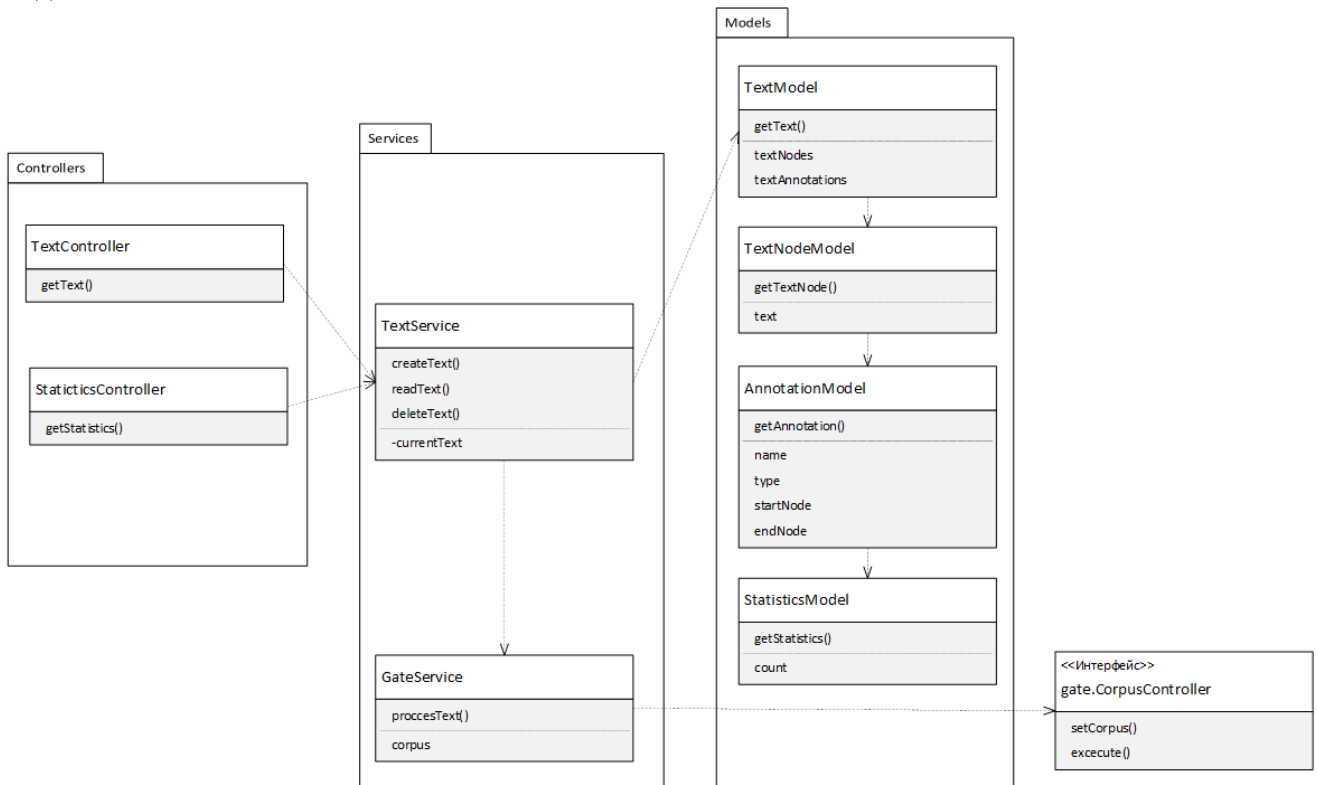 Controllers
TextController
getText()
StaticticsController
getStatistics()
Services
TextService
createText()
readText()
deleteText()
-currentText
GateService
proccesText()
corpus
Models
TextModel
getText()
textNodes
textAnnotations
TextNodeModel
getTextNode()
text
AnnotationModel
getAnnotation()
name
type
startNode
endNode
StatisticsModel
getStatistics()
count
<<Интерфейс>>
gate.CorpusController
setCorpus()
excecute()